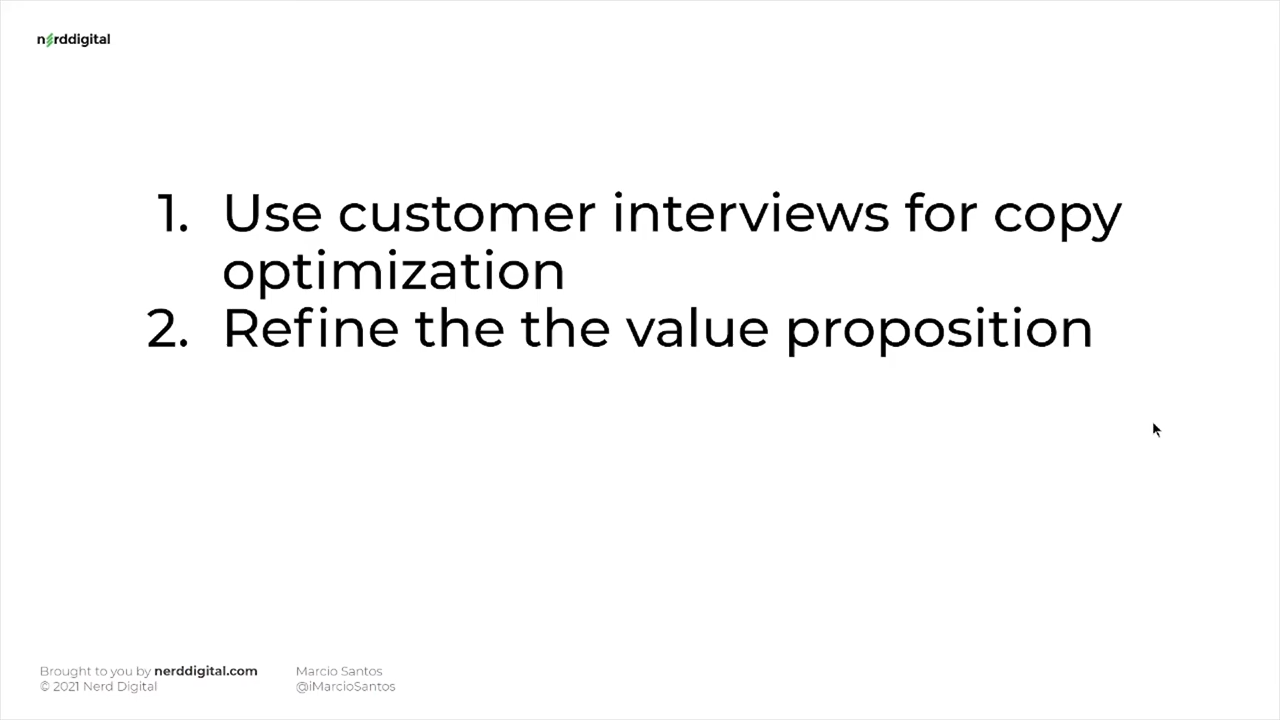 nerddigital
1. Use customer interviews for copy
optimization
2. Refine the the value proposition
Brought to you by nerddigital.com
© 2021 Nerd Digital
Marcio Santos
@iMarcioSantos